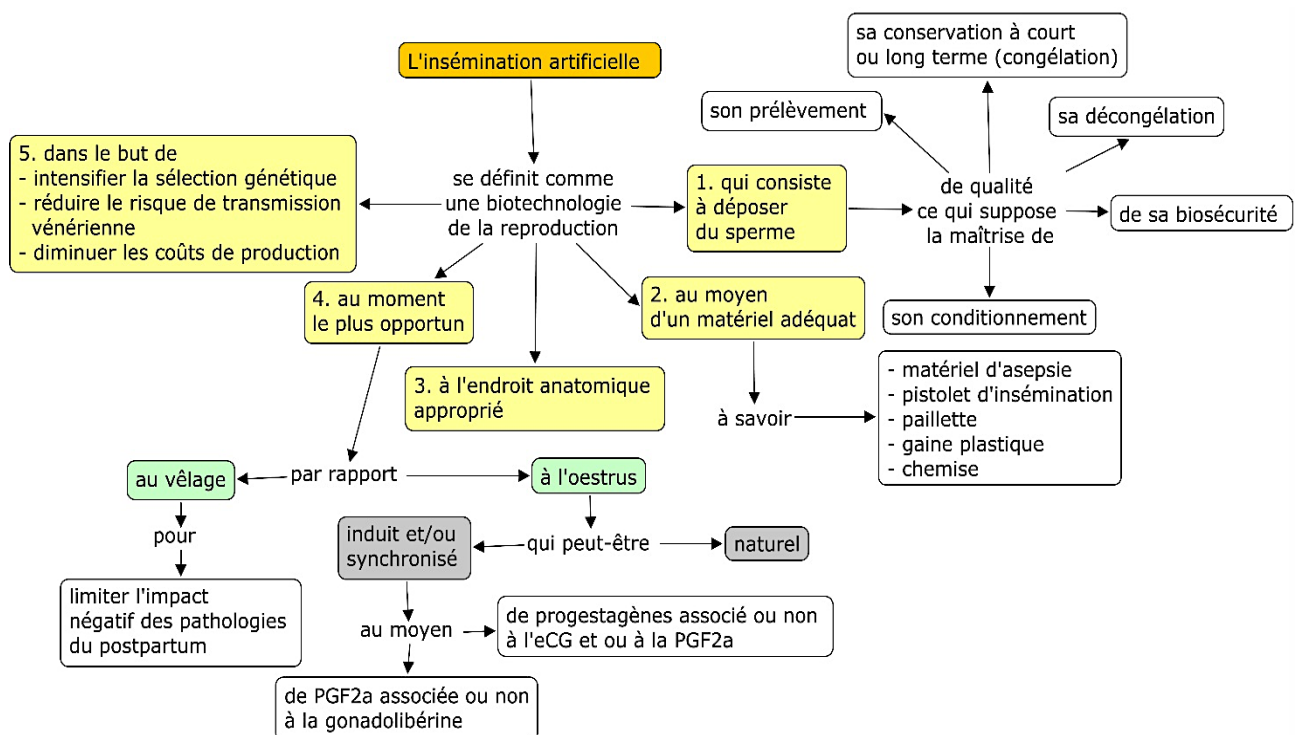 L'insémination artificielle
se définit comme
une biotechnologie
de la reproduction
1. qui consiste
à déposer
du sperme
de qualité
ce qui suppose
la maîtrise de
son prélèvement
sa conservation à court
ou long terme (congélation)
sa décongélation
de sa biosécurité
son conditionnement
2. au moyen
d'un matériel adéquat
à savoir
- matériel d'asepsie
- pistolet d'insémination
- paillette
- gaine plastique
- chemise
3. à l'endroit anatomique
approprié
4. au moment
le plus opportun
par rapport
au vêlage
pour
limiter l'impact
négatif des pathologies
du postpartum
à l'oestrus
qui peut-être
naturel
induit et/ou
synchronisé
au moyen
de progestagènes associé ou non
à l'eCG et ou à la PGF2a
de PGF2a associée ou non
à la gonadolibérine
5. dans le but de
- intensifier la sélection génétique
- réduire le risque de transmission
vénérienne
- diminuer les coûts de production